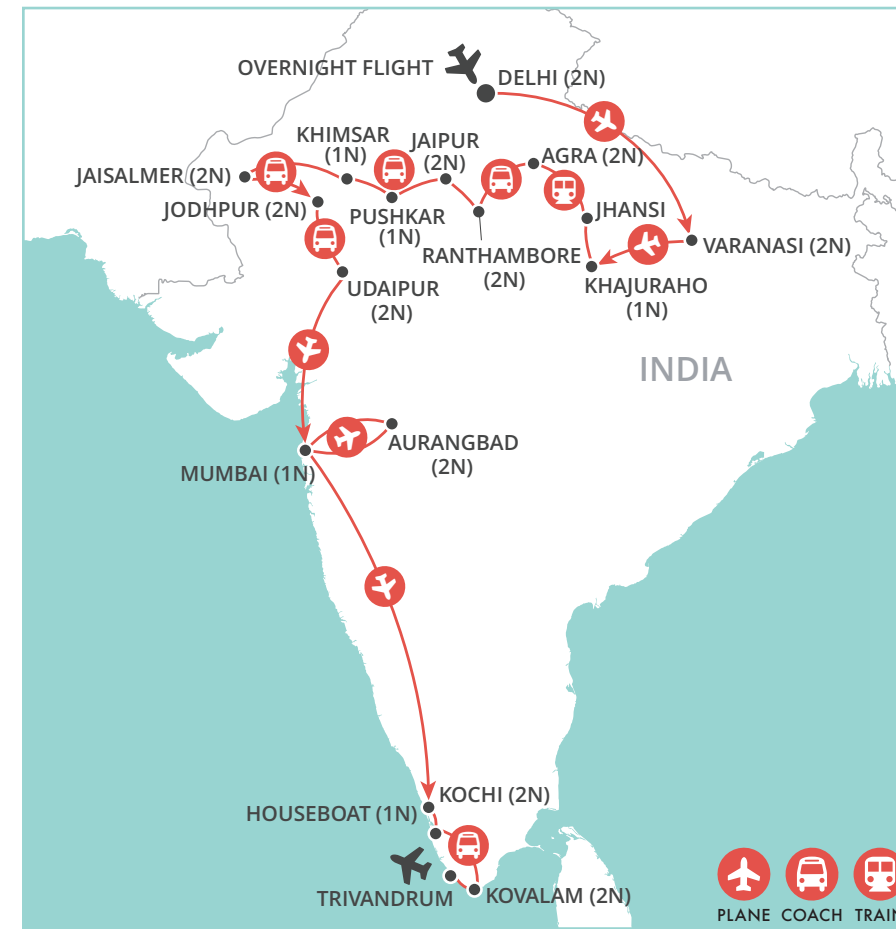 OVERNIGHT FLIGHT
DELHI (2N)
KHIMSAR
(1N)
JAIPUR
(2N)
AGRA (2N)
JAISALMER (2N)
JODHPUR (2N)
PUSHKAR
(1N)
JHANSI
RANTHAMBORE
(2N)
VARANASI (2N)
KHAJURAHO
(1N)
UDAIPUR
(2N)
INDIA
AURANGBAD
(2N)
MUMBAI (1N)
KOCHI (2N)
HOUSEBOAT (1N)
TRIVANDRUM
KOVALAM (2N)
PLANE COACH TRAIN